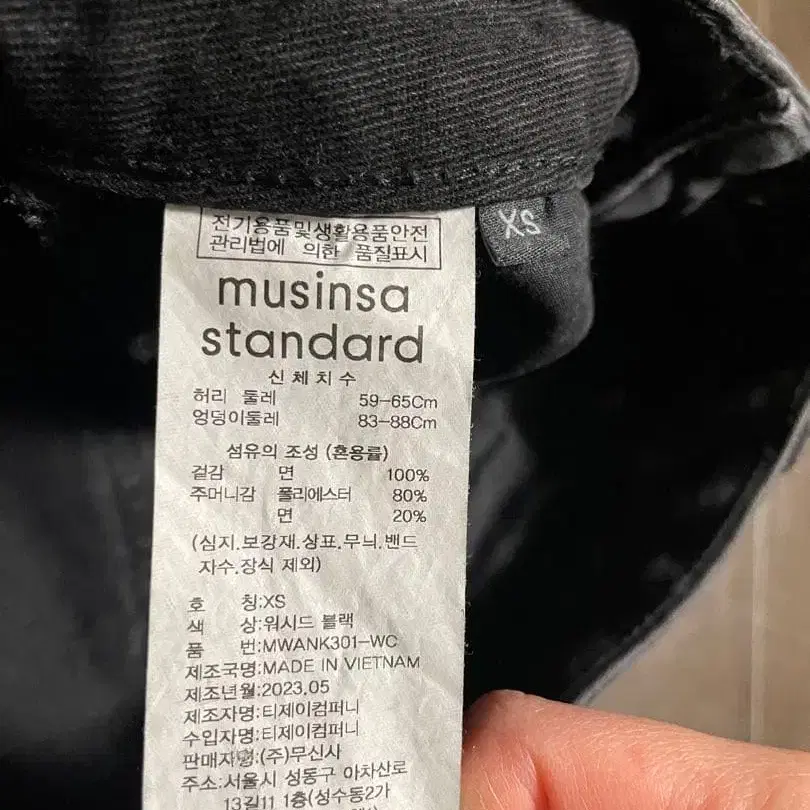 전기용품및생활용품안전
관리법에 의한 품질표시
XS
musinsa
standard
신체치수
허리 둘레 59-65Cm
엉덩이둘레 83-88Cm
섬유의 조성 (혼용률)
겉감 면 100%
주머니감 폴리에스터 80%
면 20%
(심지.보강재.상표.무늬.밴드
자수.장식 제외)
호 칭:XS
색 상:워시드 블랙
품 번:MWANK301-WC
제조국명:MADE IN VIETNAM
제조년월:2023.05
제조자명:티제이컴퍼니
수입자명:티제이컴퍼니
판매자명:(주)무신사
주소:서울시 성동구 아차산로
13길11 1층(성수동2가